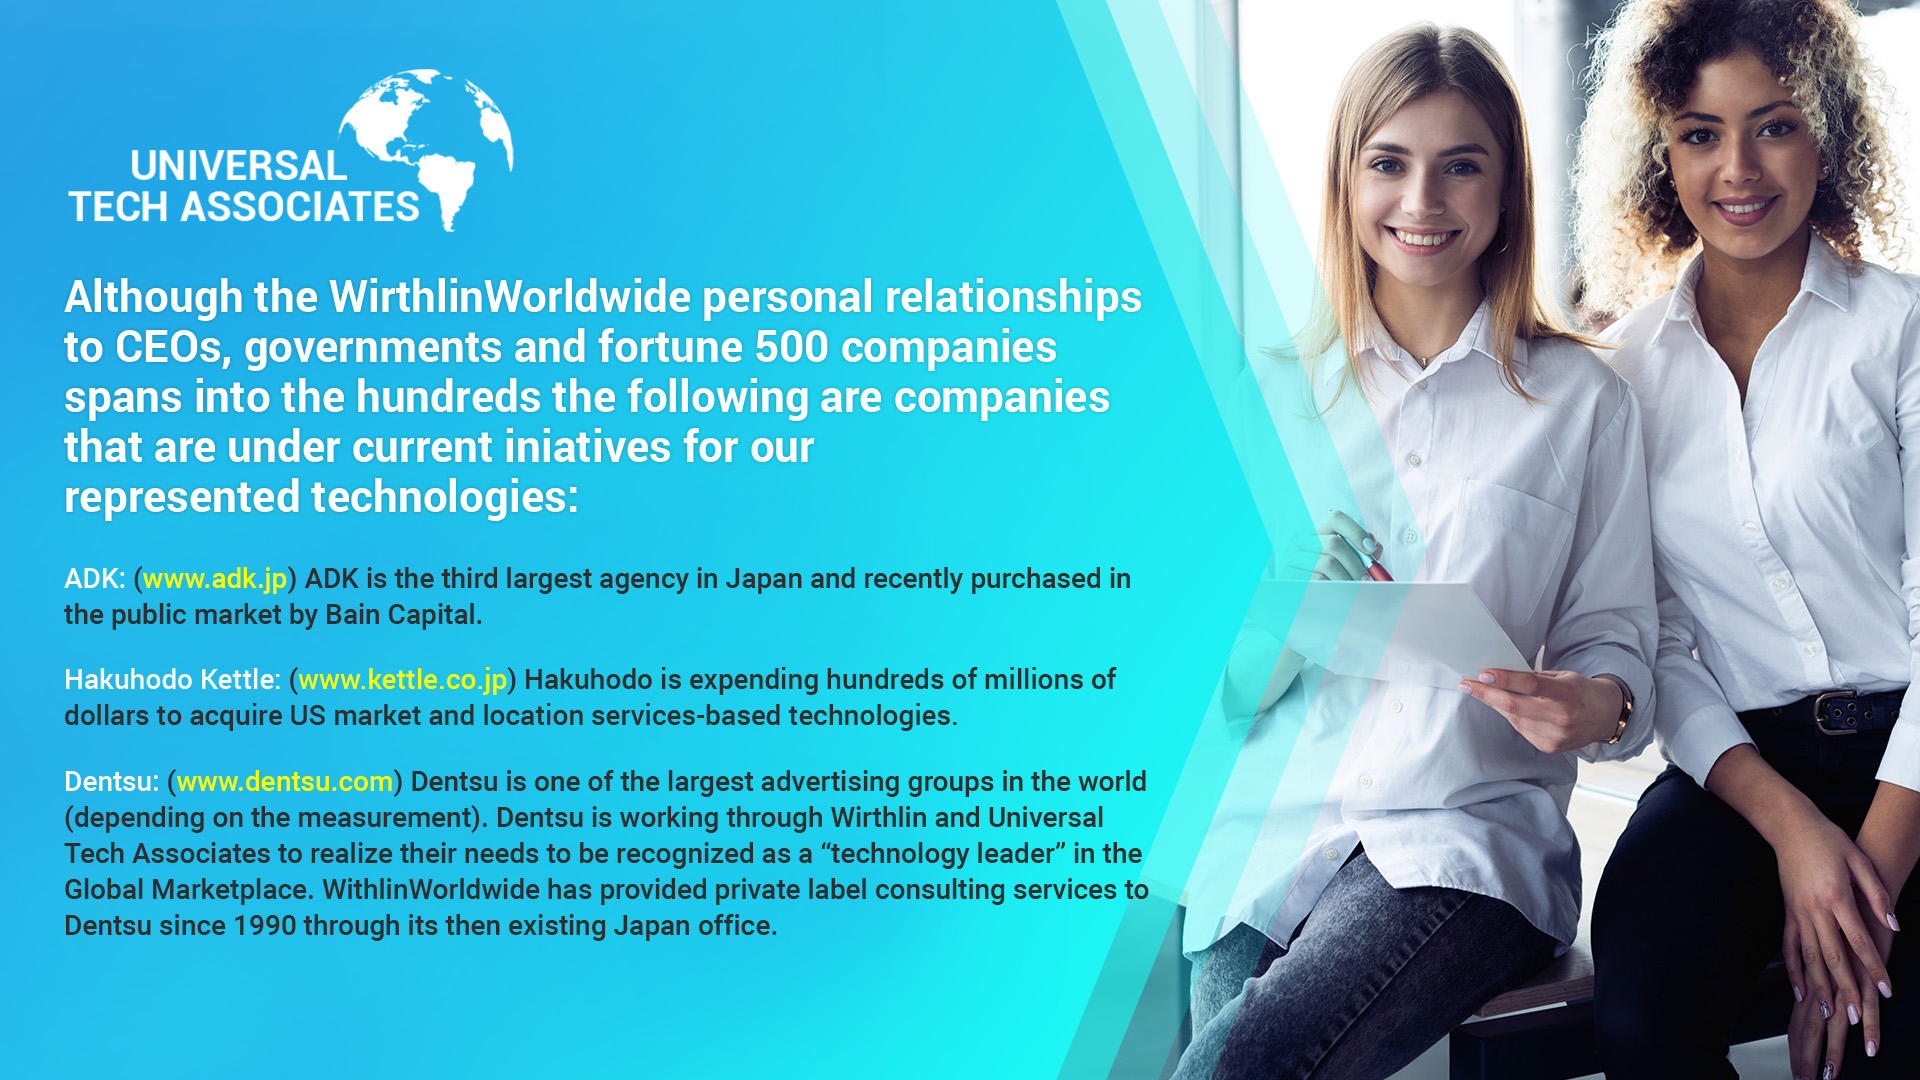 UNIVERSAL
TECH ASSOCIATES
Although the WirthlinWorldwide personal relationships
to CEOs, governments and fortune 500 companies
spans into the hundreds the following are companies
that are under current iniatives for our
represented technologies:
ADK: (www.adk.jp) ADK is the third largest agency in Japan and recently purchased in
the public market by Bain Capital.
Hakuhodo Kettle: (www.kettle.co.jp) Hakuhodo is expending hundreds of millions of
dollars to acquire US market and location services-based technologies.
Dentsu: (www.dentsu.com) Dentsu is one of the largest advertising groups in the world
(depending on the measurement). Dentsu is working through Wirthlin and Universal
Tech Associates to realize their needs to be recognized as a “technology leader” in the
Global Marketplace. WithlinWorldwide has provided private label consulting services to
Dentsu since 1990 through its then existing Japan office.